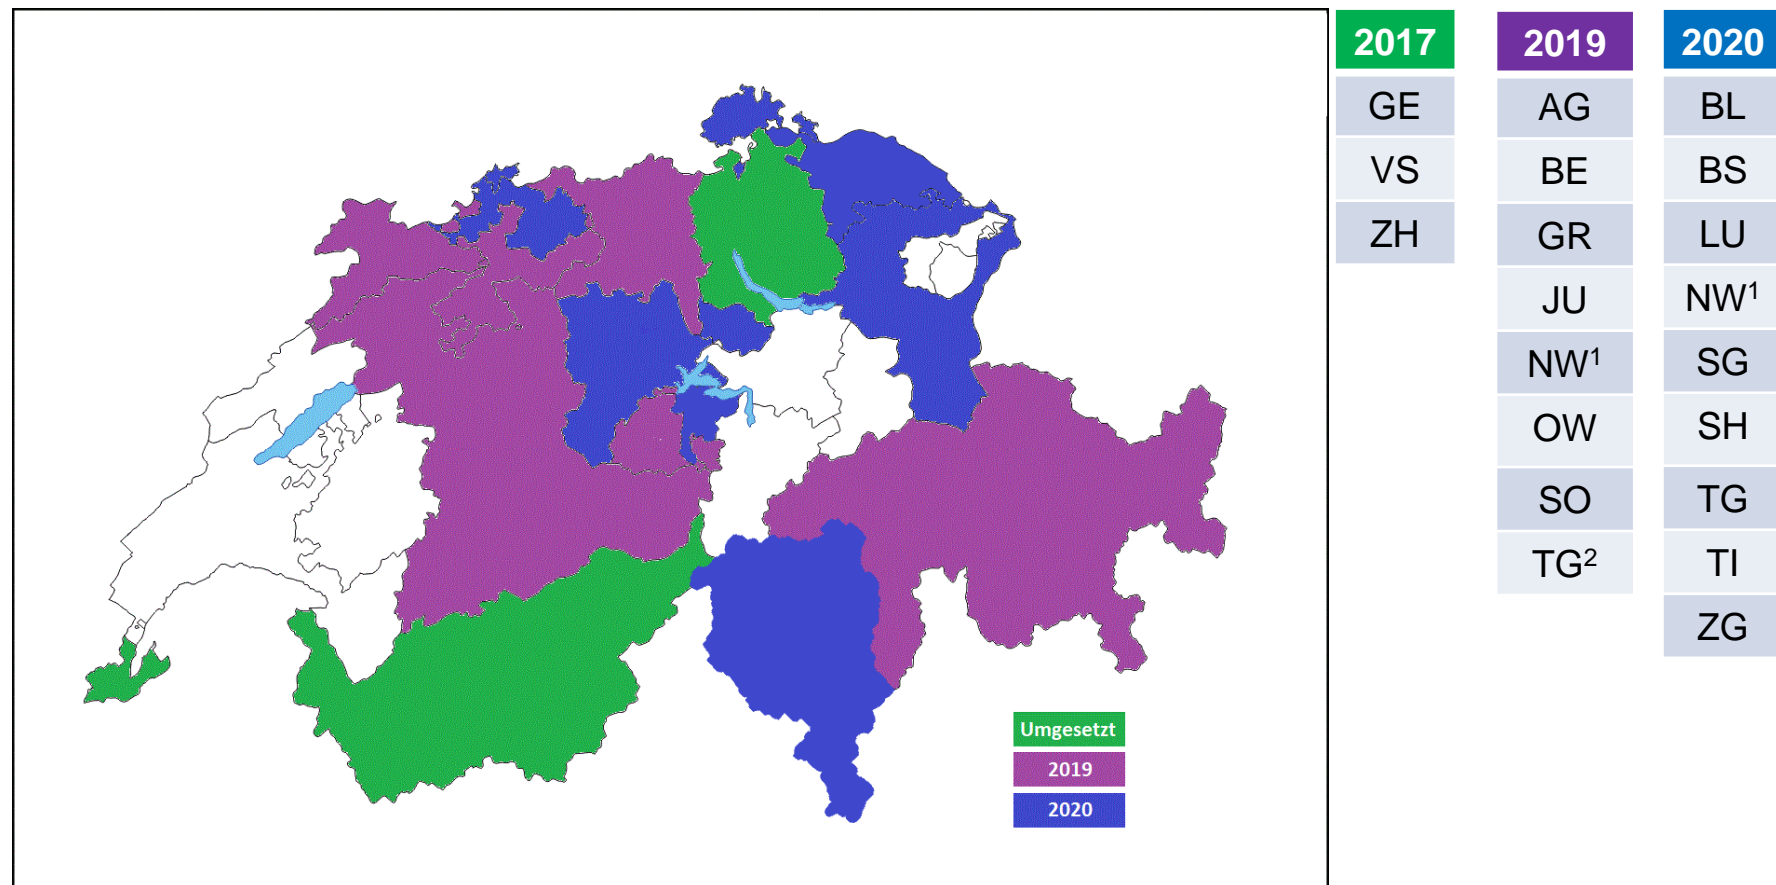 2017
GE
VS
ZH
2019
AG
BE
GR
JU
NW¹
OW
SO
TG²
2020
BL
BS
LU
NW¹
SG
SH
TG
TI
ZG
Umgesetzt
2019
2020